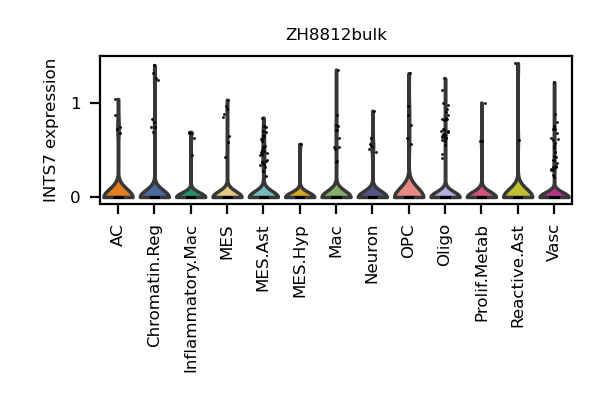 ZH8812bulk
INTS7 expression
1
0
AC
Chromatin.Reg
Inflammatory.Mac
MES
MES.Ast
MES.Hyp
Mac
Neuron
OPC
Oligo
Prolif.Metab
Reactive.Ast
Vasc